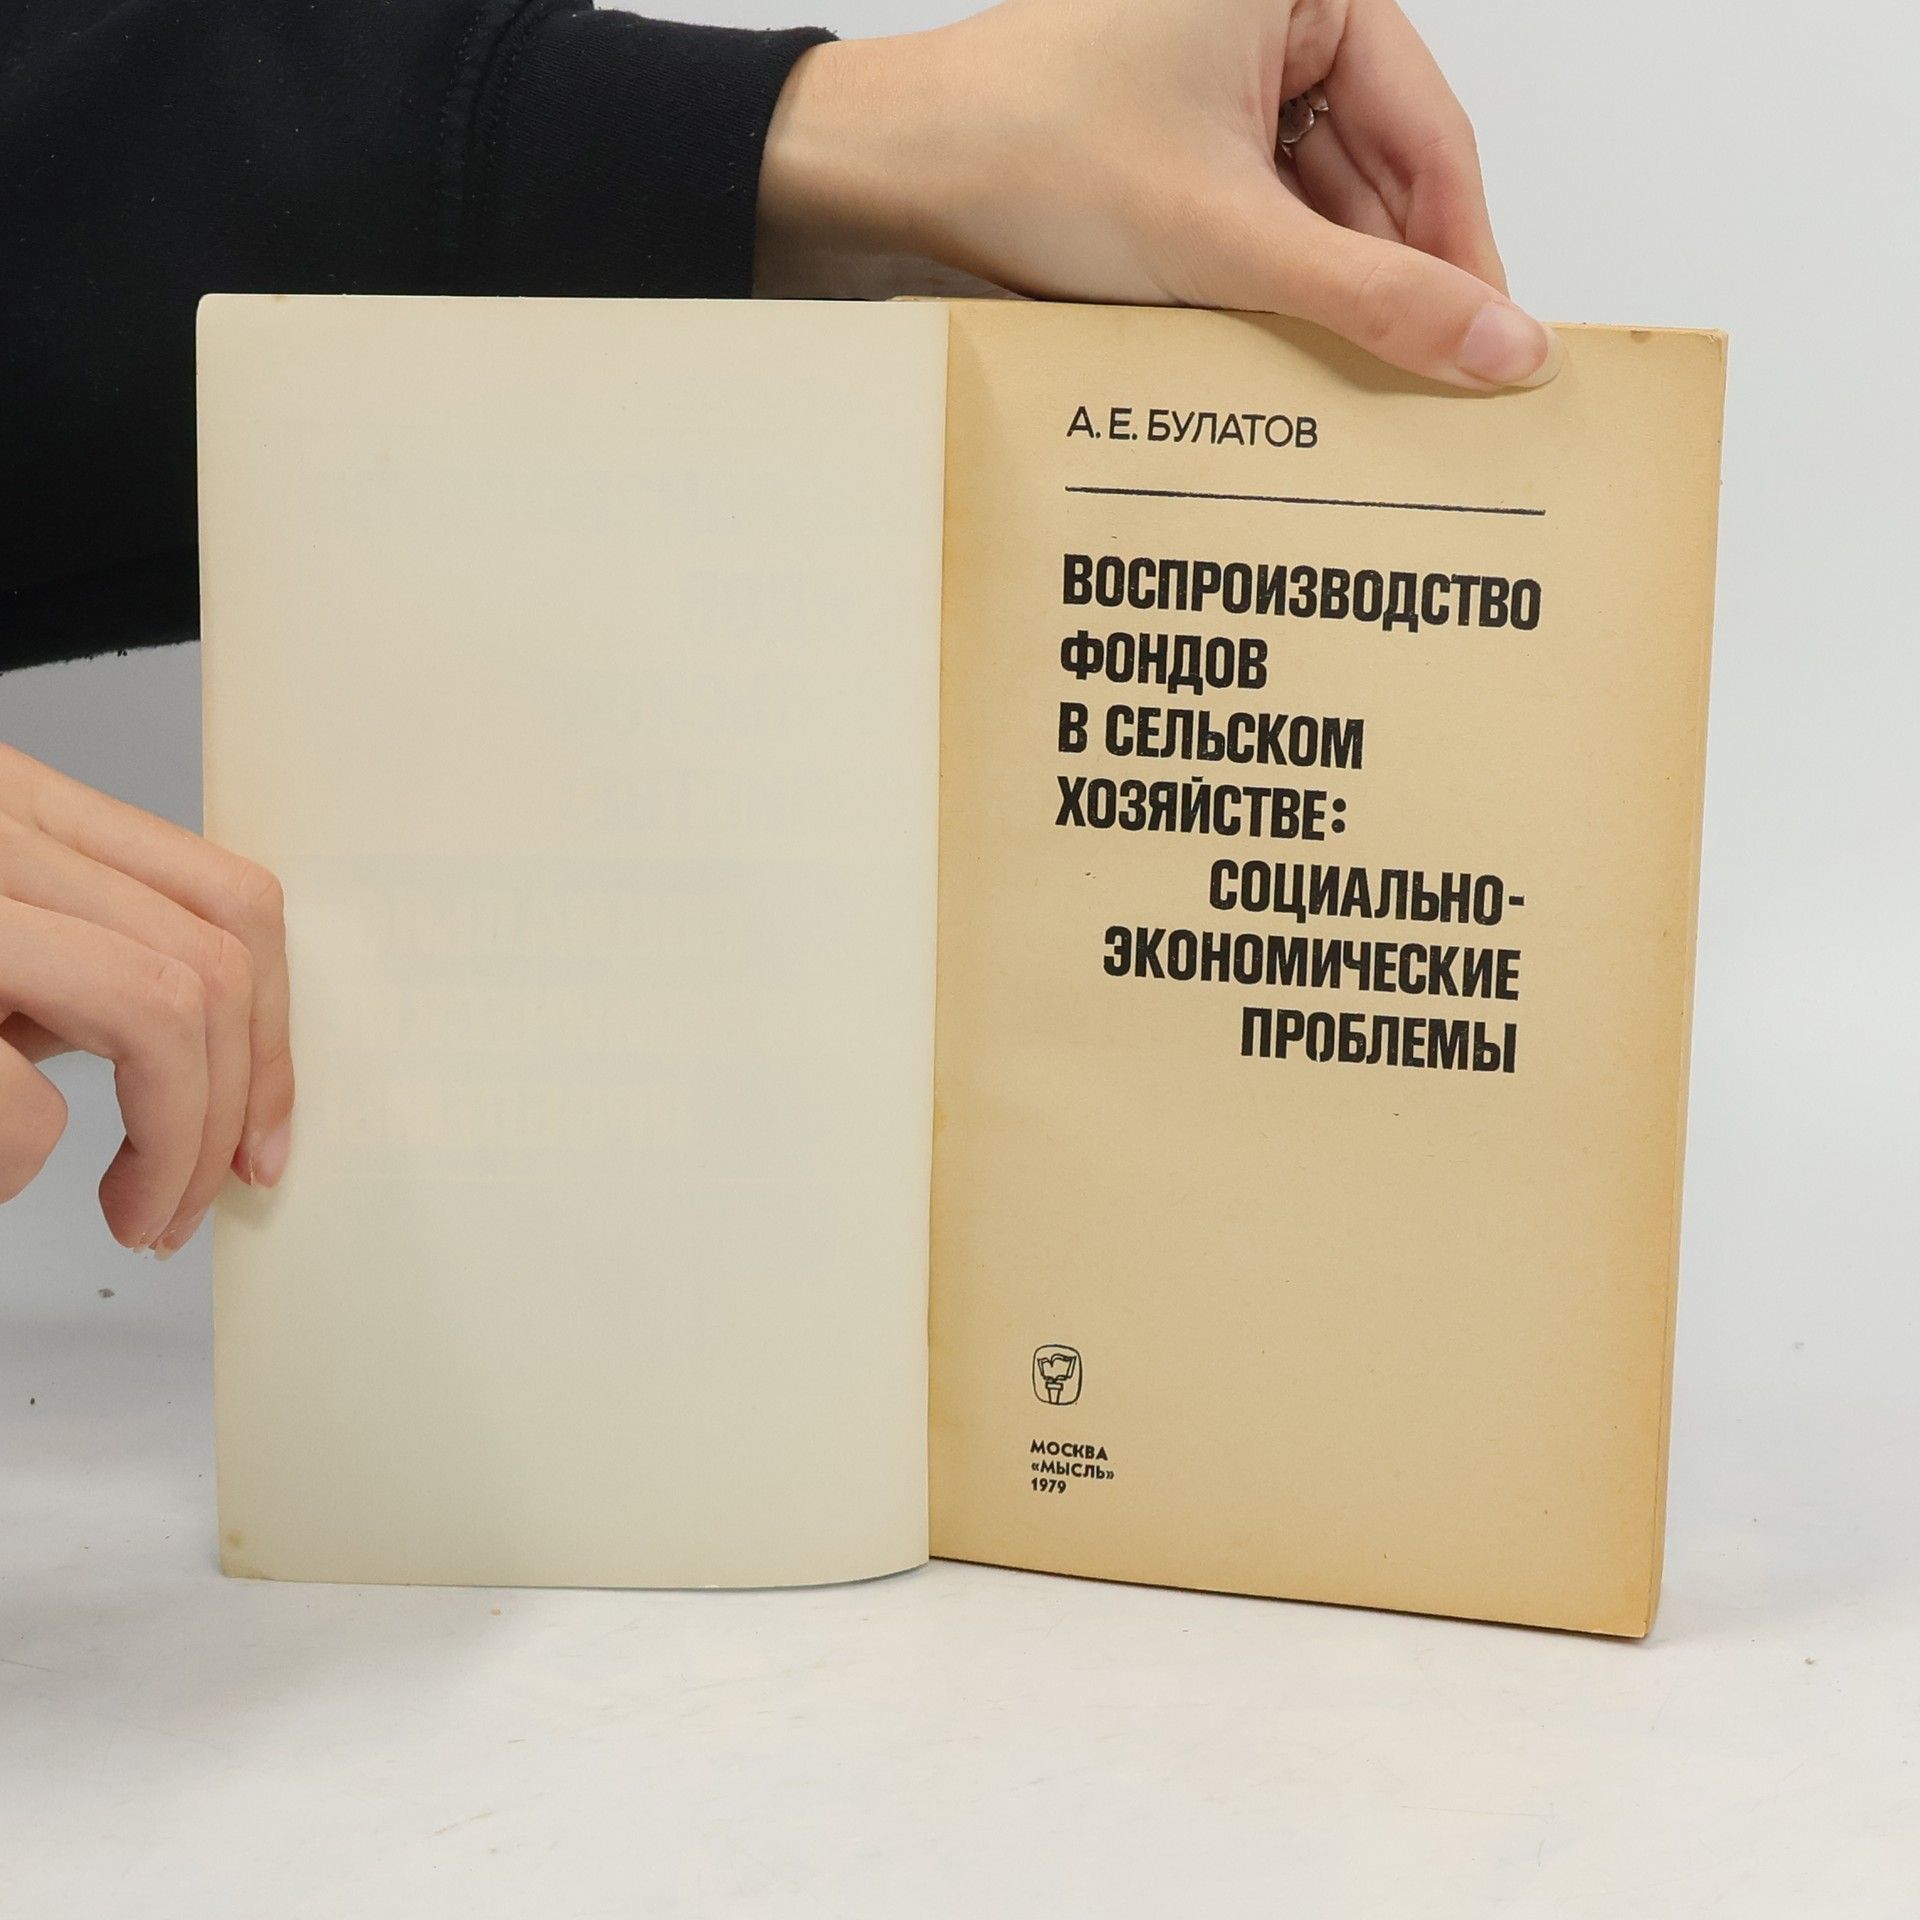 А. Е. БУЛАТОВ
ВОСПРОИЗВОДСТВО
ФОНДОВ
В СЕЛЬСКОМ
ХОЗЯЙСТВЕ:
СОЦИАЛЬНО-
ЭКОНОМИЧЕСКИЕ
ПРОБЛЕМЫ
МОСКВА
«МЫСЛЬ»
1979